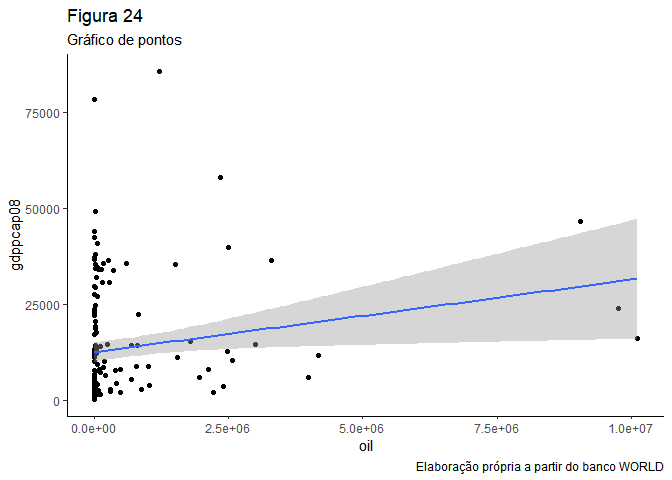 Figura 24
Gráfico de pontos
75000
50000
25000
0
gdppcap08
0.0e+00 2.5e+06 5.0e+06 7.5e+06 1.0e+07
oil
Elaboração própria a partir do banco WORLD